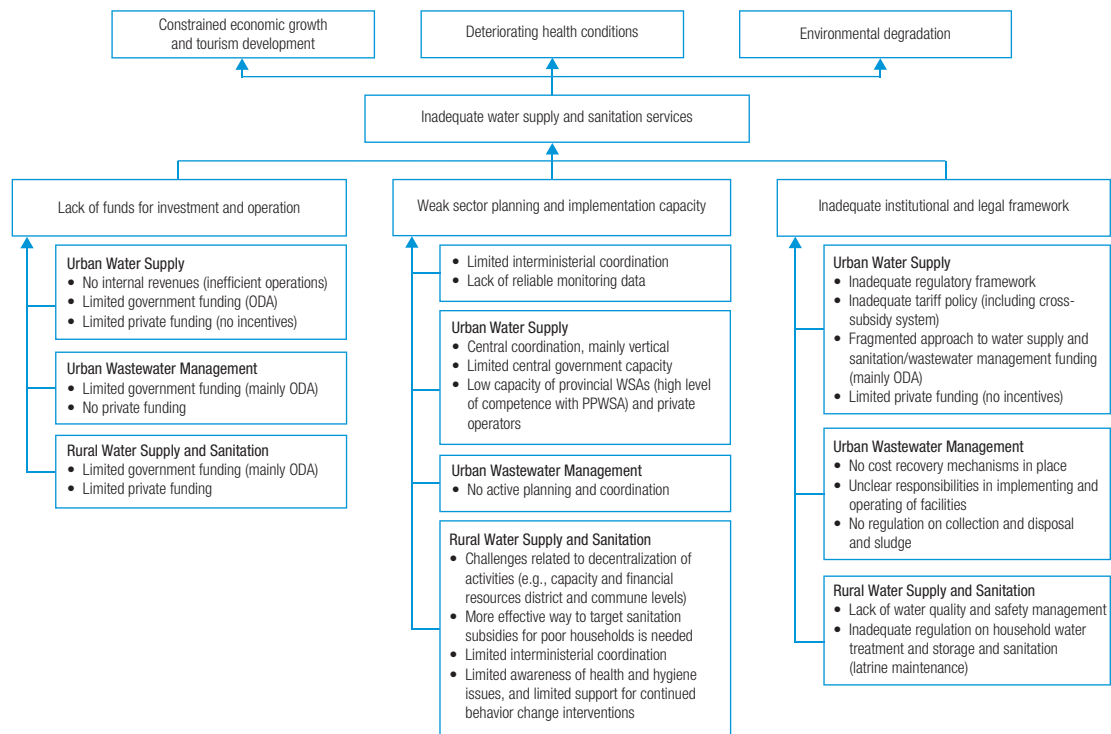 Constrained economic growth
and tourism development
Deteriorating health conditions
Environmental degradation
Inadequate water supply and sanitation services
Lack of funds for investment and operation
Urban Water Supply
• No internal revenues (inefficient operations)
• Limited government funding (ODA)
• Limited private funding (no incentives)
Urban Wastewater Management
• Limited government funding (mainly ODA)
• No private funding
Rural Water Supply and Sanitation
• Limited government funding (mainly ODA)
• Limited private funding
Weak sector planning and implementation capacity
• Limited interministerial coordination
• Lack of reliable monitoring data
Urban Water Supply
• Central coordination, mainly vertical
• Limited central government capacity
• Low capacity of provincial WSAs (high level
of competence with PPWSA) and private
operators
Urban Wastewater Management
• No active planning and coordination
Rural Water Supply and Sanitation
• Challenges related to decentralization of
activities (e.g., capacity and financial
resources district and commune levels)
• More effective way to target sanitation
subsidies for poor households is needed
• Limited interministerial coordination
• Limited awareness of health and hygiene
issues, and limited support for continued
behavior change interventions
Inadequate institutional and legal framework
Urban Water Supply
• Inadequate regulatory framework
• Inadequate tariff policy (including cross-
subsidy system)
• Fragmented approach to water supply and
sanitation/wastewater management funding
(mainly ODA)
• Limited private funding (no incentives)
Urban Wastewater Management
• No cost recovery mechanisms in place
• Unclear responsibilities in implementing and
operating of facilities
• No regulation on collection and disposal
and sludge
Rural Water Supply and Sanitation
• Lack of water quality and safety management
• Inadequate regulation on household water
treatment and storage and sanitation
(latrine maintenance)